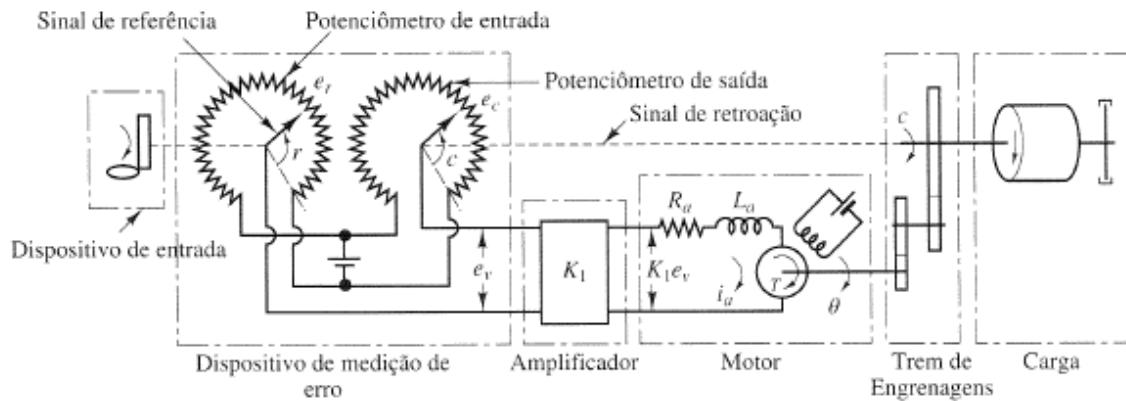 Sinal de referência
Potenciômetro de entrada
Potenciômetro de saída
Sinal de retroação
e_r
e_c
r
c
c
R_a
L_a
Dispositivo de entrada
e_v
K_1
K_1e_v
i_a
T
θ
Dispositivo de medição de
erro
Amplificador
Motor
Trem de
Engrenagens
Carga